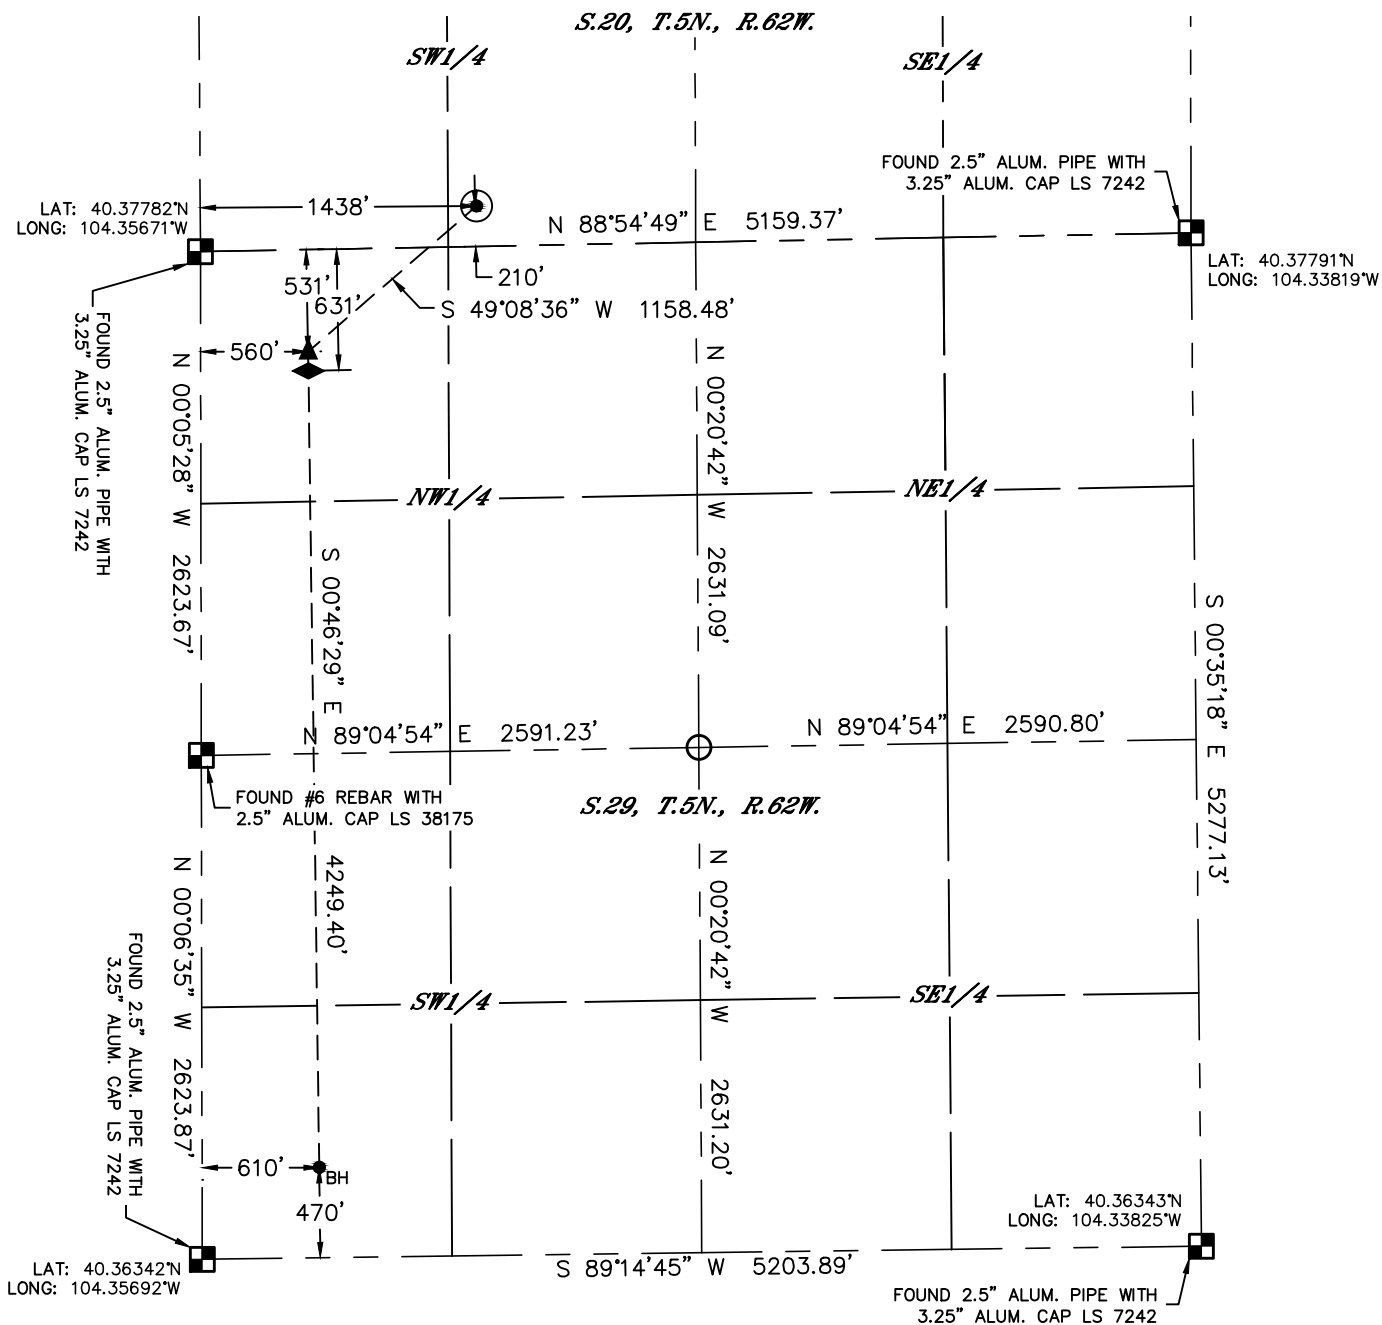 S.20, T.5N., R.62W.
SW1/4
SE1/4
FOUND 2.5" ALUM. PIPE WITH
3.25" ALUM. CAP LS 7242
LAT: 40.37782°N
LONG: 104.35671°W
1438'
N 88°54'49" E 5159.37'
LAT: 40.37791°N
LONG: 104.33819°W
210'
531'
631'
S 49°08'36" W 1158.48'
560'
FOUND 2.5" ALUM. PIPE WITH
3.25" ALUM. CAP LS 7242
N 00°05'28" W 2623.67'
N 00°20'42" W 2631.09'
NW1/4
NE1/4
S 00°46'29" E 4249.40'
S 00°35'18" E 5277.13'
N 89°04'54" E 2591.23'
N 89°04'54" E 2590.80'
FOUND #6 REBAR WITH
2.5" ALUM. CAP LS 38175
S.29, T.5N., R.62W.
N 00°06'35" W 2623.87'
N 00°20'42" W 2631.20'
FOUND 2.5" ALUM. PIPE WITH
3.25" ALUM. CAP LS 7242
SW1/4
SE1/4
610'
BH
470'
LAT: 40.36343°N
LONG: 104.33825°W
LAT: 40.36342°N
LONG: 104.35692°W
S 89°14'45" W 5203.89'
FOUND 2.5" ALUM. PIPE WITH
3.25" ALUM. CAP LS 7242